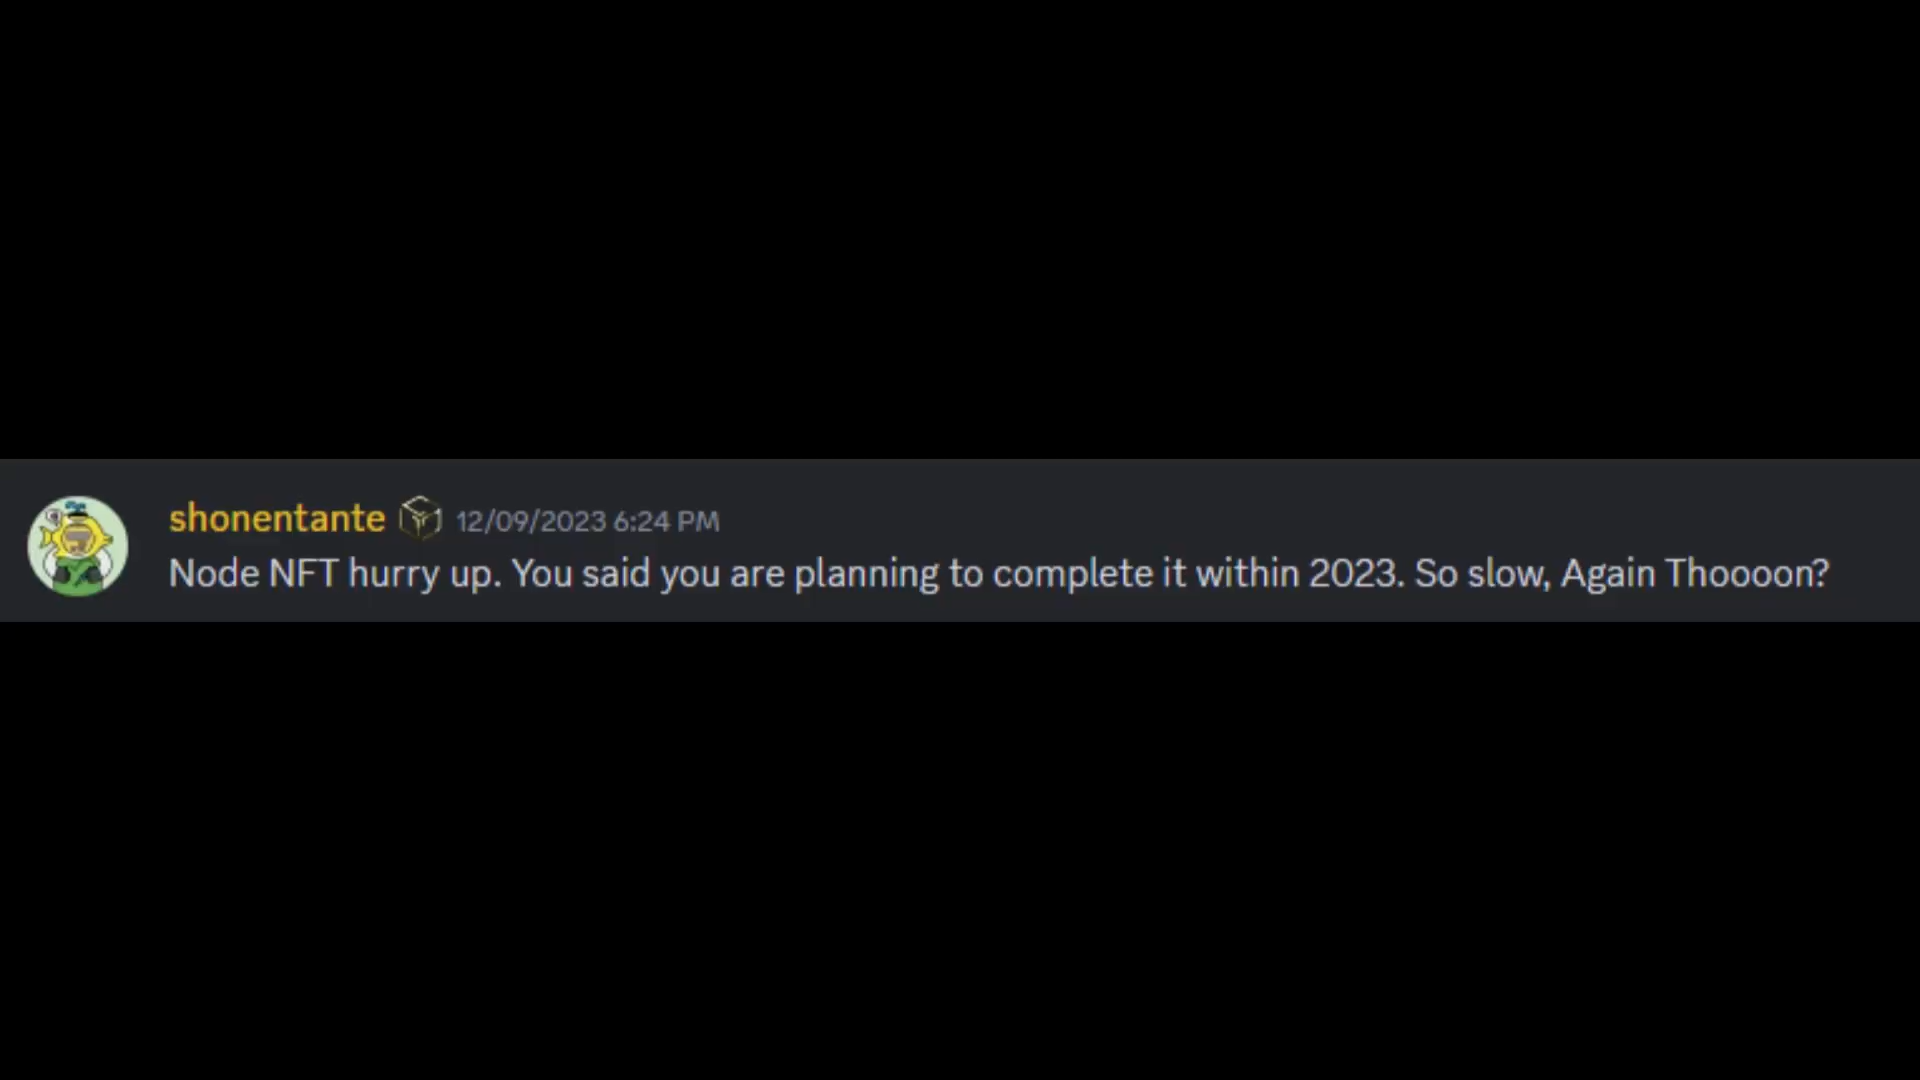 shonentante 12/09/2023 6:24 PM
Node NFT hurry up. You said you are planning to complete it within 2023. So slow, Again Thoooon?